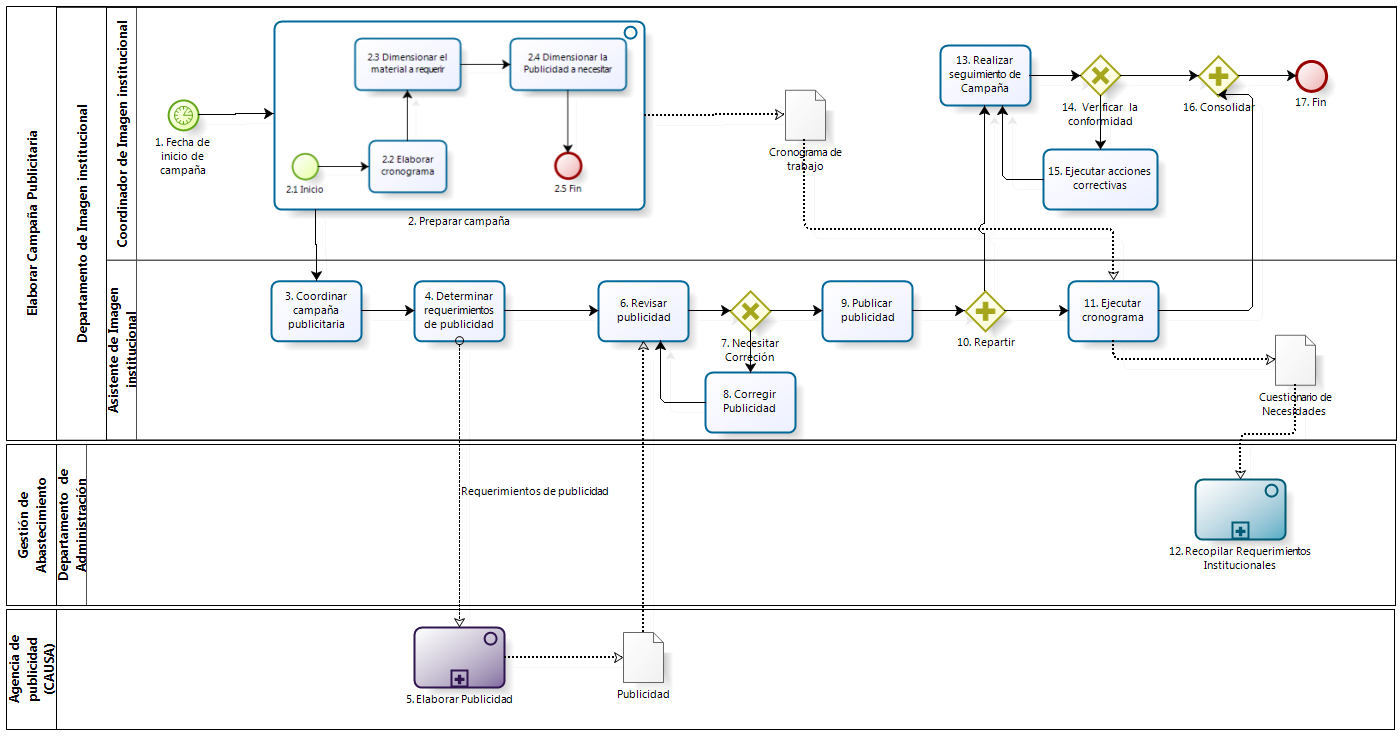 Elaborar Campaña Publicitaria
Departamento de Imagen institucional
Coordinador de Imagen institucional
1. Fecha de
inicio de
campaña
2.1 Inicio
2.2 Elaborar
cronograma
2.3 Dimensionar el
material a requerir
2.4 Dimensionar la
Publicidad a necesitar
2.5 Fin
2. Preparar campaña
Cronograma de
trabajo
13. Realizar
seguimiento de
Campaña
14. Verificar la
conformidad
15. Ejecutar acciones
correctivas
16. Consolidar
17. Fin
Asistente de Imagen
institucional
3. Coordinar
campaña
publicitaria
4. Determinar
requerimientos
de publicidad
6. Revisar
publicidad
7. Necesitar
Correción
8. Corregir
Publicidad
9. Publicar
publicidad
10. Repartir
11. Ejecutar
cronograma
Cuestionario de
Necesidades
Gestión de
Abastecimiento
Departamento de
Administración
Requerimientos de publicidad
12. Recopilar Requerimientos
Institucionales
Agencia de
publicidad
(CAUSA)
5. Elaborar Publicidad
Publicidad